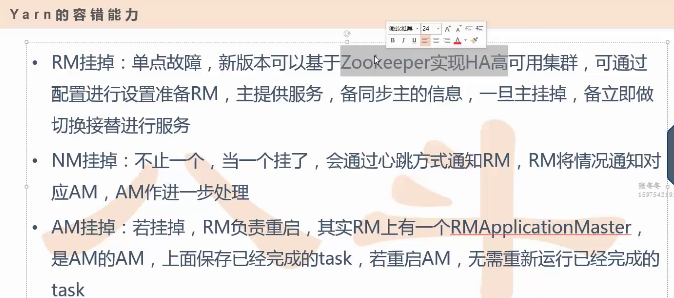 Yarn的容错能力
24
B I U
• RM挂掉：单点故障，新版本可以基于Zookeeper实现HA高可用集群，可通过
配置进行设置准备RM，主提供服务，备同步主的信息，一旦主挂掉，备立即做
切换接替进行服务
• NM挂掉：不止一个，当一个挂了，会通过心跳方式通知RM，RM将情况通知对
应AM，AM作进一步处理
• AM挂掉：若挂掉，RM负责重启，其实RM上有一个RMApplicationMaster，
是AM的AM，上面保存已经完成的task，若重启AM，无需重新运行已经完成的
task
八斗